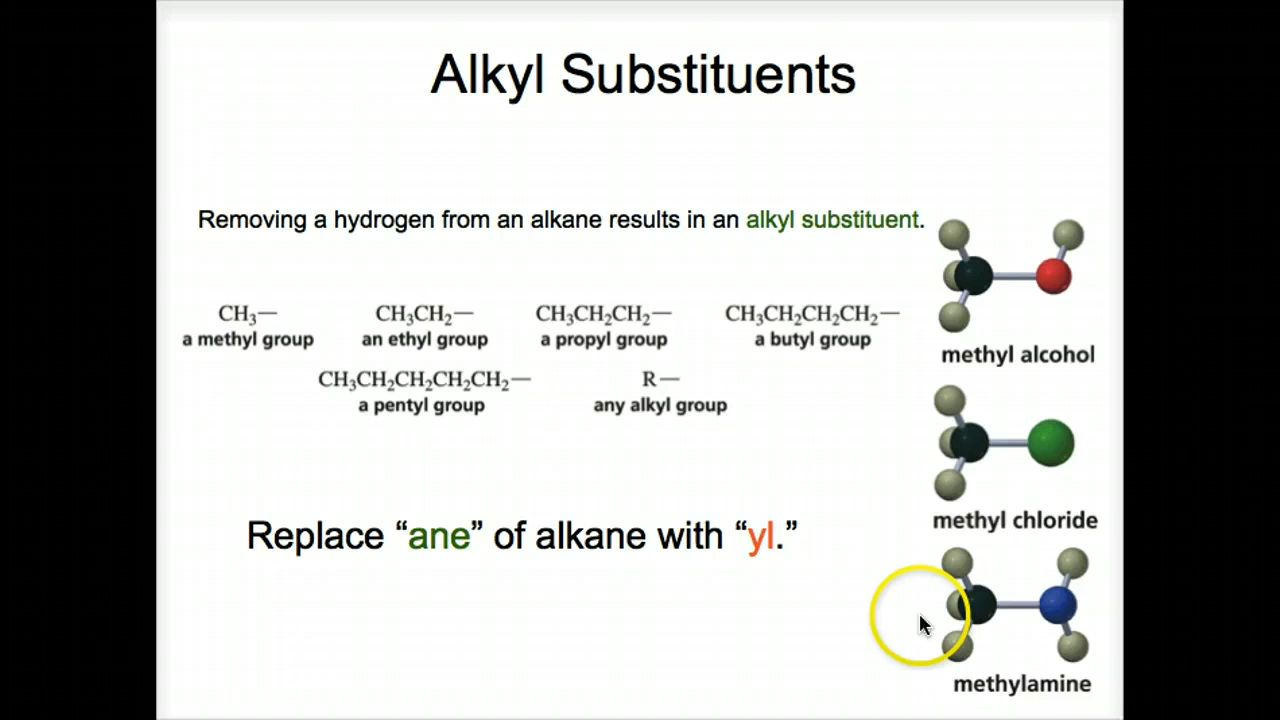 Alkyl Substituents
Removing a hydrogen from an alkane results in an alkyl substituent.
CH₃— CH₃CH₂— CH₃CH₂CH₂— CH₃CH₂CH₂CH₂—
a methyl group an ethyl group a propyl group a butyl group
CH₃CH₂CH₂CH₂CH₂— R—
a pentyl group any alkyl group
Replace “ane” of alkane with “yl.”
methyl alcohol
methyl chloride
methylamine